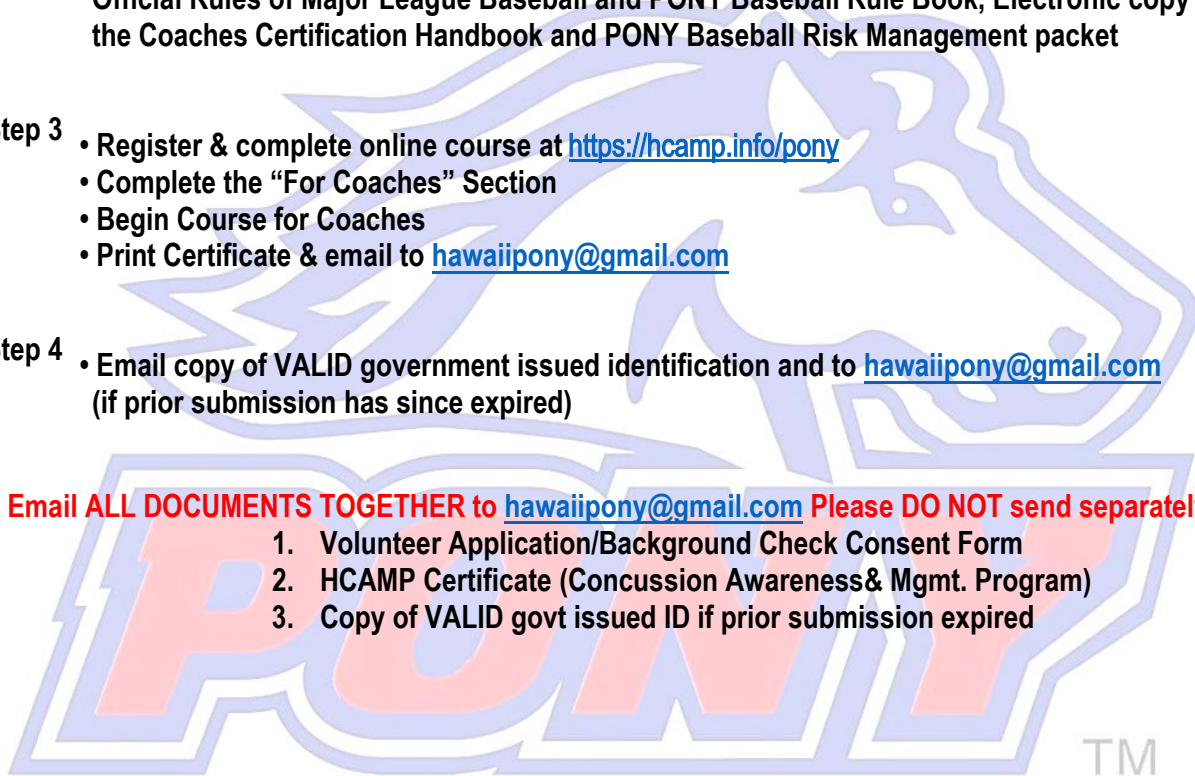 Official Rules of Major League Baseball and PONY Baseball Rule Book, Electronic copy
the Coaches Certification Handbook and PONY Baseball Risk Management packet
tep 3
• Register & complete online course at https://hcamp.info/pony
• Complete the “For Coaches” Section
• Begin Course for Coaches
• Print Certificate & email to hawaiipony@gmail.com
tep 4
• Email copy of VALID government issued identification and to hawaiipony@gmail.com
(if prior submission has since expired)
Email ALL DOCUMENTS TOGETHER to hawaiipony@gmail.com Please DO NOT send separatel
1. Volunteer Application/Background Check Consent Form
2. HCAMP Certificate (Concussion Awareness& Mgmt. Program)
3. Copy of VALID govt issued ID if prior submission expired
PONY
TM